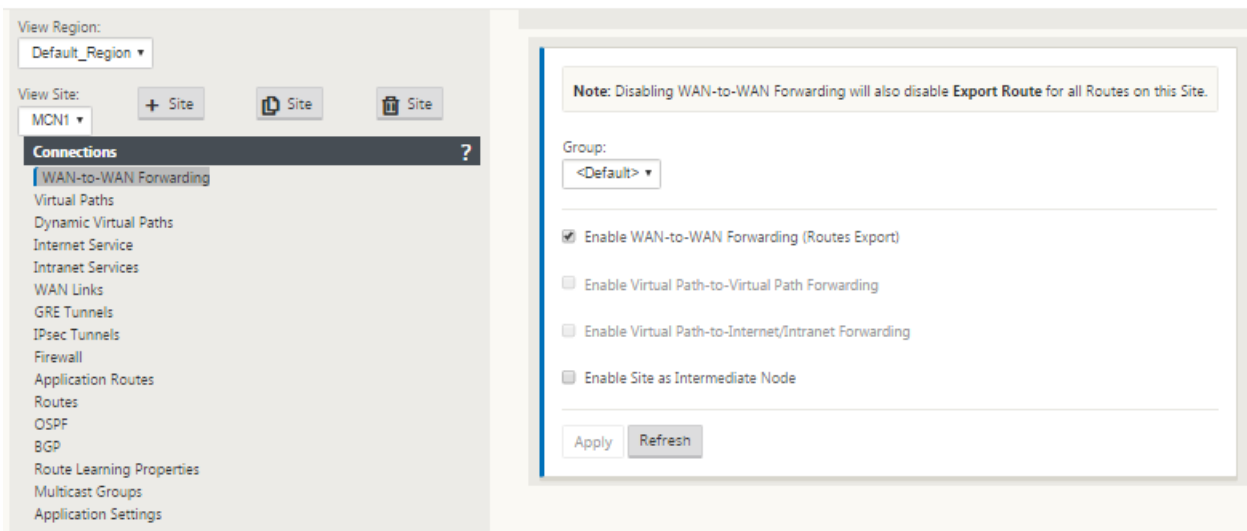 View Region:
Default_Region ▾
View Site:
MCN1 ▾
+ Site
Site
Site
Connections ?
WAN-to-WAN Forwarding
Virtual Paths
Dynamic Virtual Paths
Internet Service
Intranet Services
WAN Links
GRE Tunnels
IPsec Tunnels
Firewall
Application Routes
Routes
OSPF
BGP
Route Learning Properties
Multicast Groups
Application Settings
Note: Disabling WAN-to-WAN Forwarding will also disable Export Route for all Routes on this Site.
Group:
<Default> ▾
Enable WAN-to-WAN Forwarding (Routes Export)
Enable Virtual Path-to-Virtual Path Forwarding
Enable Virtual Path-to-Internet/Intranet Forwarding
Enable Site as Intermediate Node
Apply
Refresh